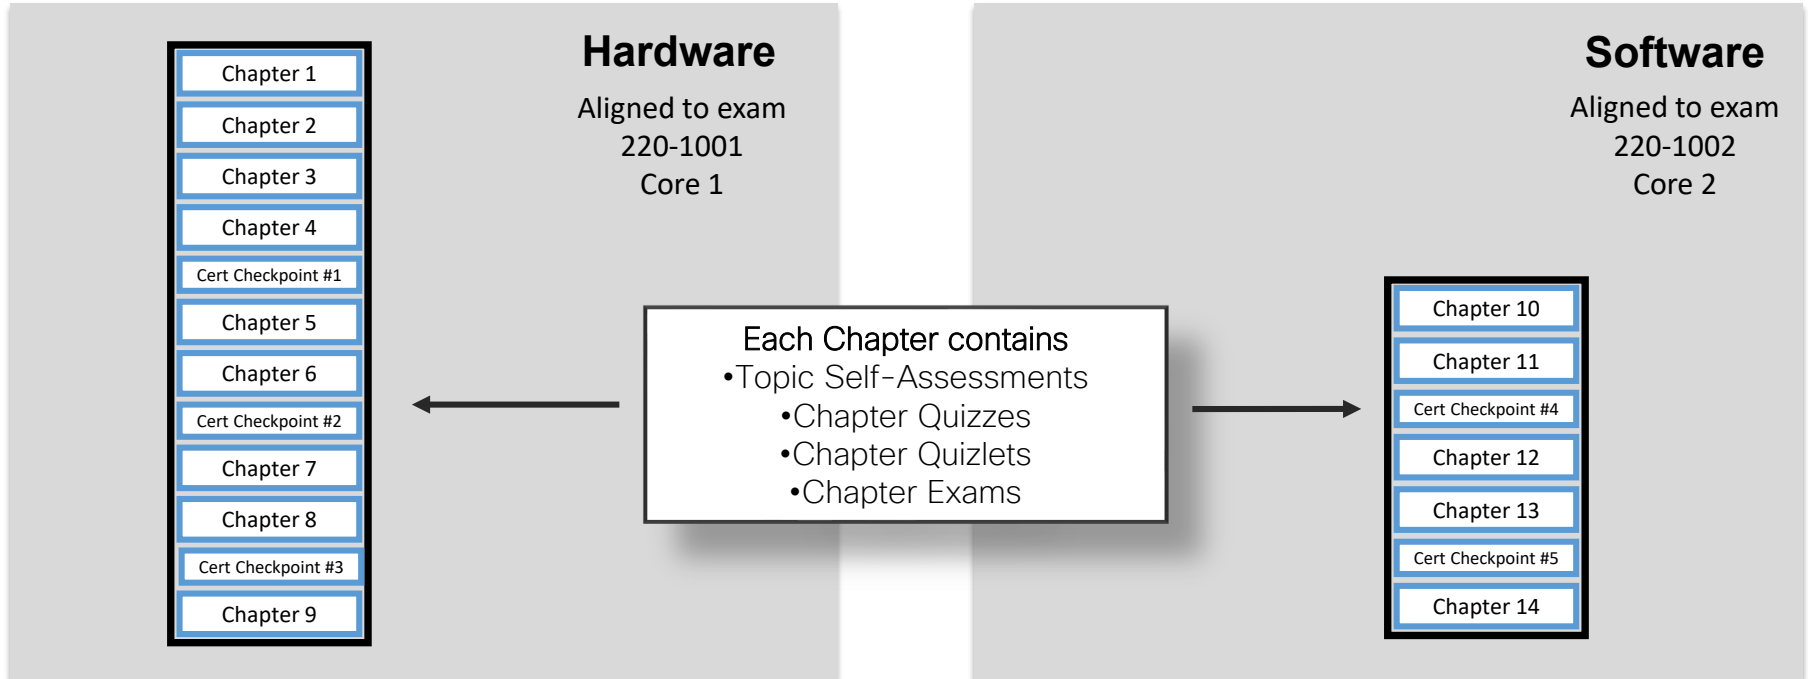 Hardware
Aligned to exam
220-1001
Core 1
Chapter 1
Chapter 2
Chapter 3
Chapter 4
Cert Checkpoint #1
Chapter 5
Chapter 6
Cert Checkpoint #2
Chapter 7
Chapter 8
Cert Checkpoint #3
Chapter 9
Each Chapter contains
•Topic Self-Assessments
•Chapter Quizzes
•Chapter Quizlets
•Chapter Exams
Software
Aligned to exam
220-1002
Core 2
Chapter 10
Chapter 11
Cert Checkpoint #4
Chapter 12
Chapter 13
Cert Checkpoint #5
Chapter 14